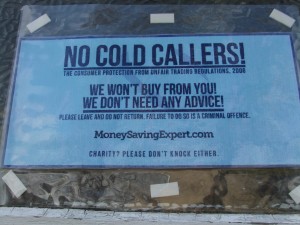 NO COLD CALLERS!
THE CONSUMER PROTECTION FROM UNFAIR TRADING REGULATIONS, 2008
WE WON'T BUY FROM YOU!
WE DON'T NEED ANY ADVICE!
PLEASE LEAVE AND DO NOT RETURN. FAILURE TO DO SO IS A CRIMINAL OFFENCE.
MoneySavingExpert.com
CHARITY? PLEASE DON'T KNOCK EITHER.